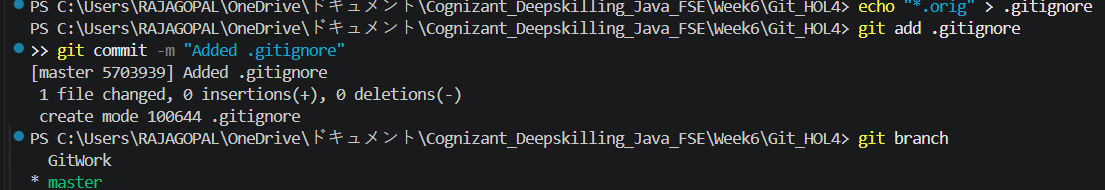 PS C:\Users\RAJAGOPAL\OneDrive\ドキュメント\Cognizant_Deepskilling_Java_FSE\Week6\Git_HOL4> echo "*.orig" > .gitignore
PS C:\Users\RAJAGOPAL\OneDrive\ドキュメント\Cognizant_Deepskilling_Java_FSE\Week6\Git_HOL4> git add .gitignore
>> git commit -m "Added .gitignore"
[master 5703939] Added .gitignore
 1 file changed, 0 insertions(+), 0 deletions(-)
 create mode 100644 .gitignore
PS C:\Users\RAJAGOPAL\OneDrive\ドキュメント\Cognizant_Deepskilling_Java_FSE\Week6\Git_HOL4> git branch
  GitWork
* master